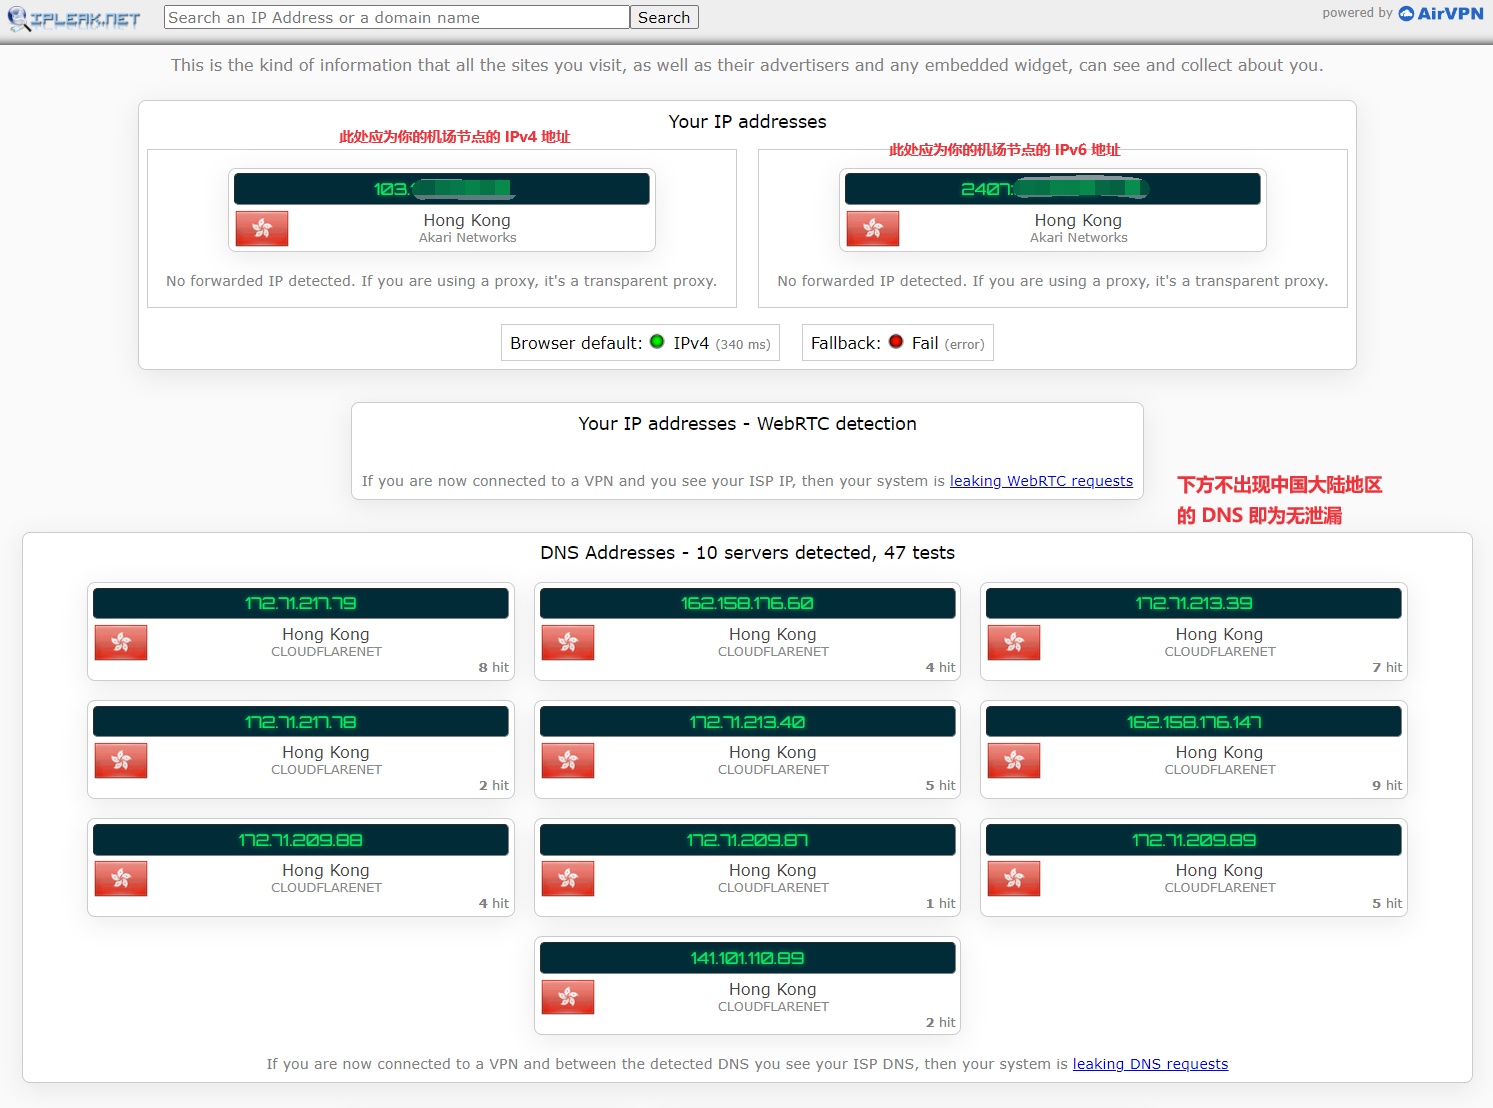 IPLEAK.NET
Search an IP Address or a domain name
Search
powered by AirVPN
This is the kind of information that all the sites you visit, as well as their advertisers and any embedded widget, can see and collect about you.
Your IP addresses
此处应为你的机场节点的 IPv4 地址
此处应为你的机场节点的 IPv6 地址
103.
Hong Kong
Akari Networks
No forwarded IP detected. If you are using a proxy, it's a transparent proxy.
2407:
Hong Kong
Akari Networks
No forwarded IP detected. If you are using a proxy, it's a transparent proxy.
Browser default: IPv4 (340 ms)
Fallback: Fail (error)
Your IP addresses - WebRTC detection
If you are now connected to a VPN and you see your ISP IP, then your system is leaking WebRTC requests
下方不出现中国大陆地区
的 DNS 即为无泄漏
DNS Addresses - 10 servers detected, 47 tests
172.71.217.79
Hong Kong
CLOUDFLARENET
8 hit
162.158.176.60
Hong Kong
CLOUDFLARENET
4 hit
172.71.213.39
Hong Kong
CLOUDFLARENET
7 hit
172.71.217.78
Hong Kong
CLOUDFLARENET
2 hit
172.71.213.40
Hong Kong
CLOUDFLARENET
5 hit
162.158.176.147
Hong Kong
CLOUDFLARENET
9 hit
172.71.209.88
Hong Kong
CLOUDFLARENET
4 hit
172.71.209.87
Hong Kong
CLOUDFLARENET
1 hit
172.71.209.89
Hong Kong
CLOUDFLARENET
5 hit
141.101.110.89
Hong Kong
CLOUDFLARENET
2 hit
If you are now connected to a VPN and between the detected DNS you see your ISP DNS, then your system is leaking DNS requests